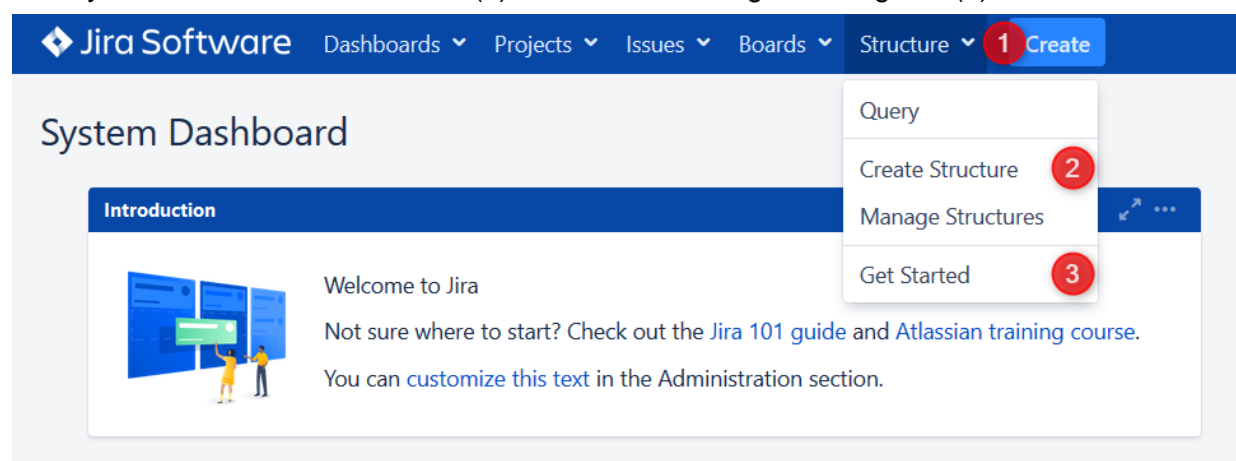 Jira Software Dashboards Projects Issues Boards Structure 1 Create
Query
System Dashboard
Create Structure 2
Introduction
Manage Structures
Get Started 3
Welcome to Jira
Not sure where to start? Check out the Jira 101 guide and Atlassian training course.
You can customize this text in the Administration section.